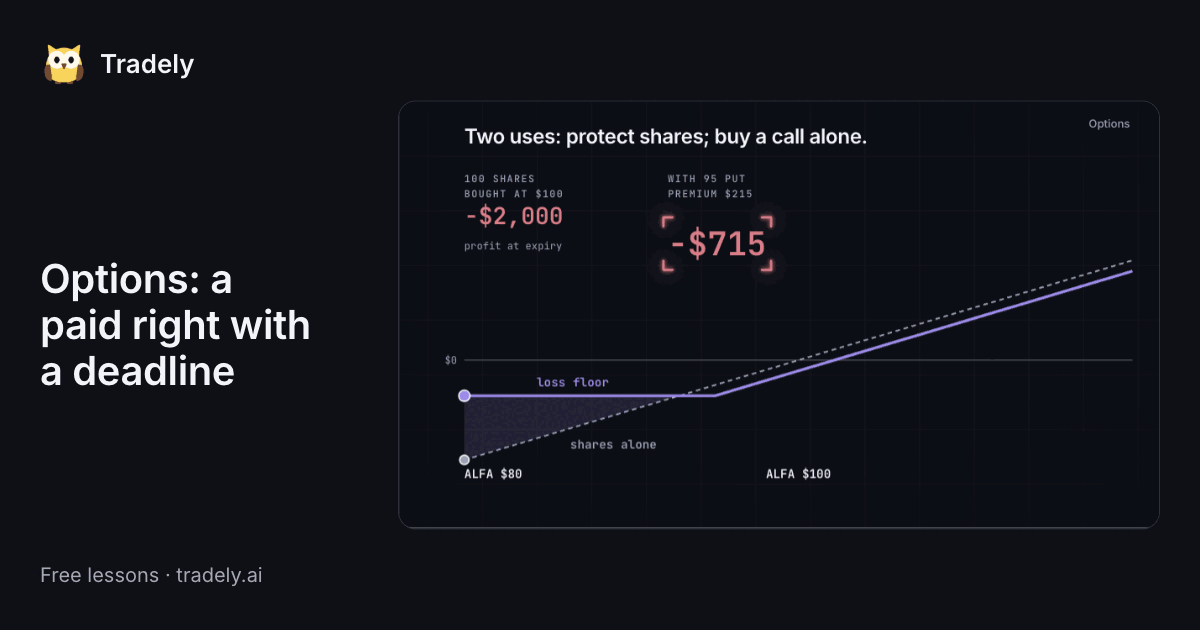 Tradely
Options: a
paid right with
a deadline
Free lessons · tradely.ai
Options
Two uses: protect shares; buy a call alone.
100 SHARES
BOUGHT AT $100
-$2,000
profit at expiry
WITH 95 PUT
PREMIUM $215
-$715
$0
loss floor
shares alone
ALFA $80
ALFA $100